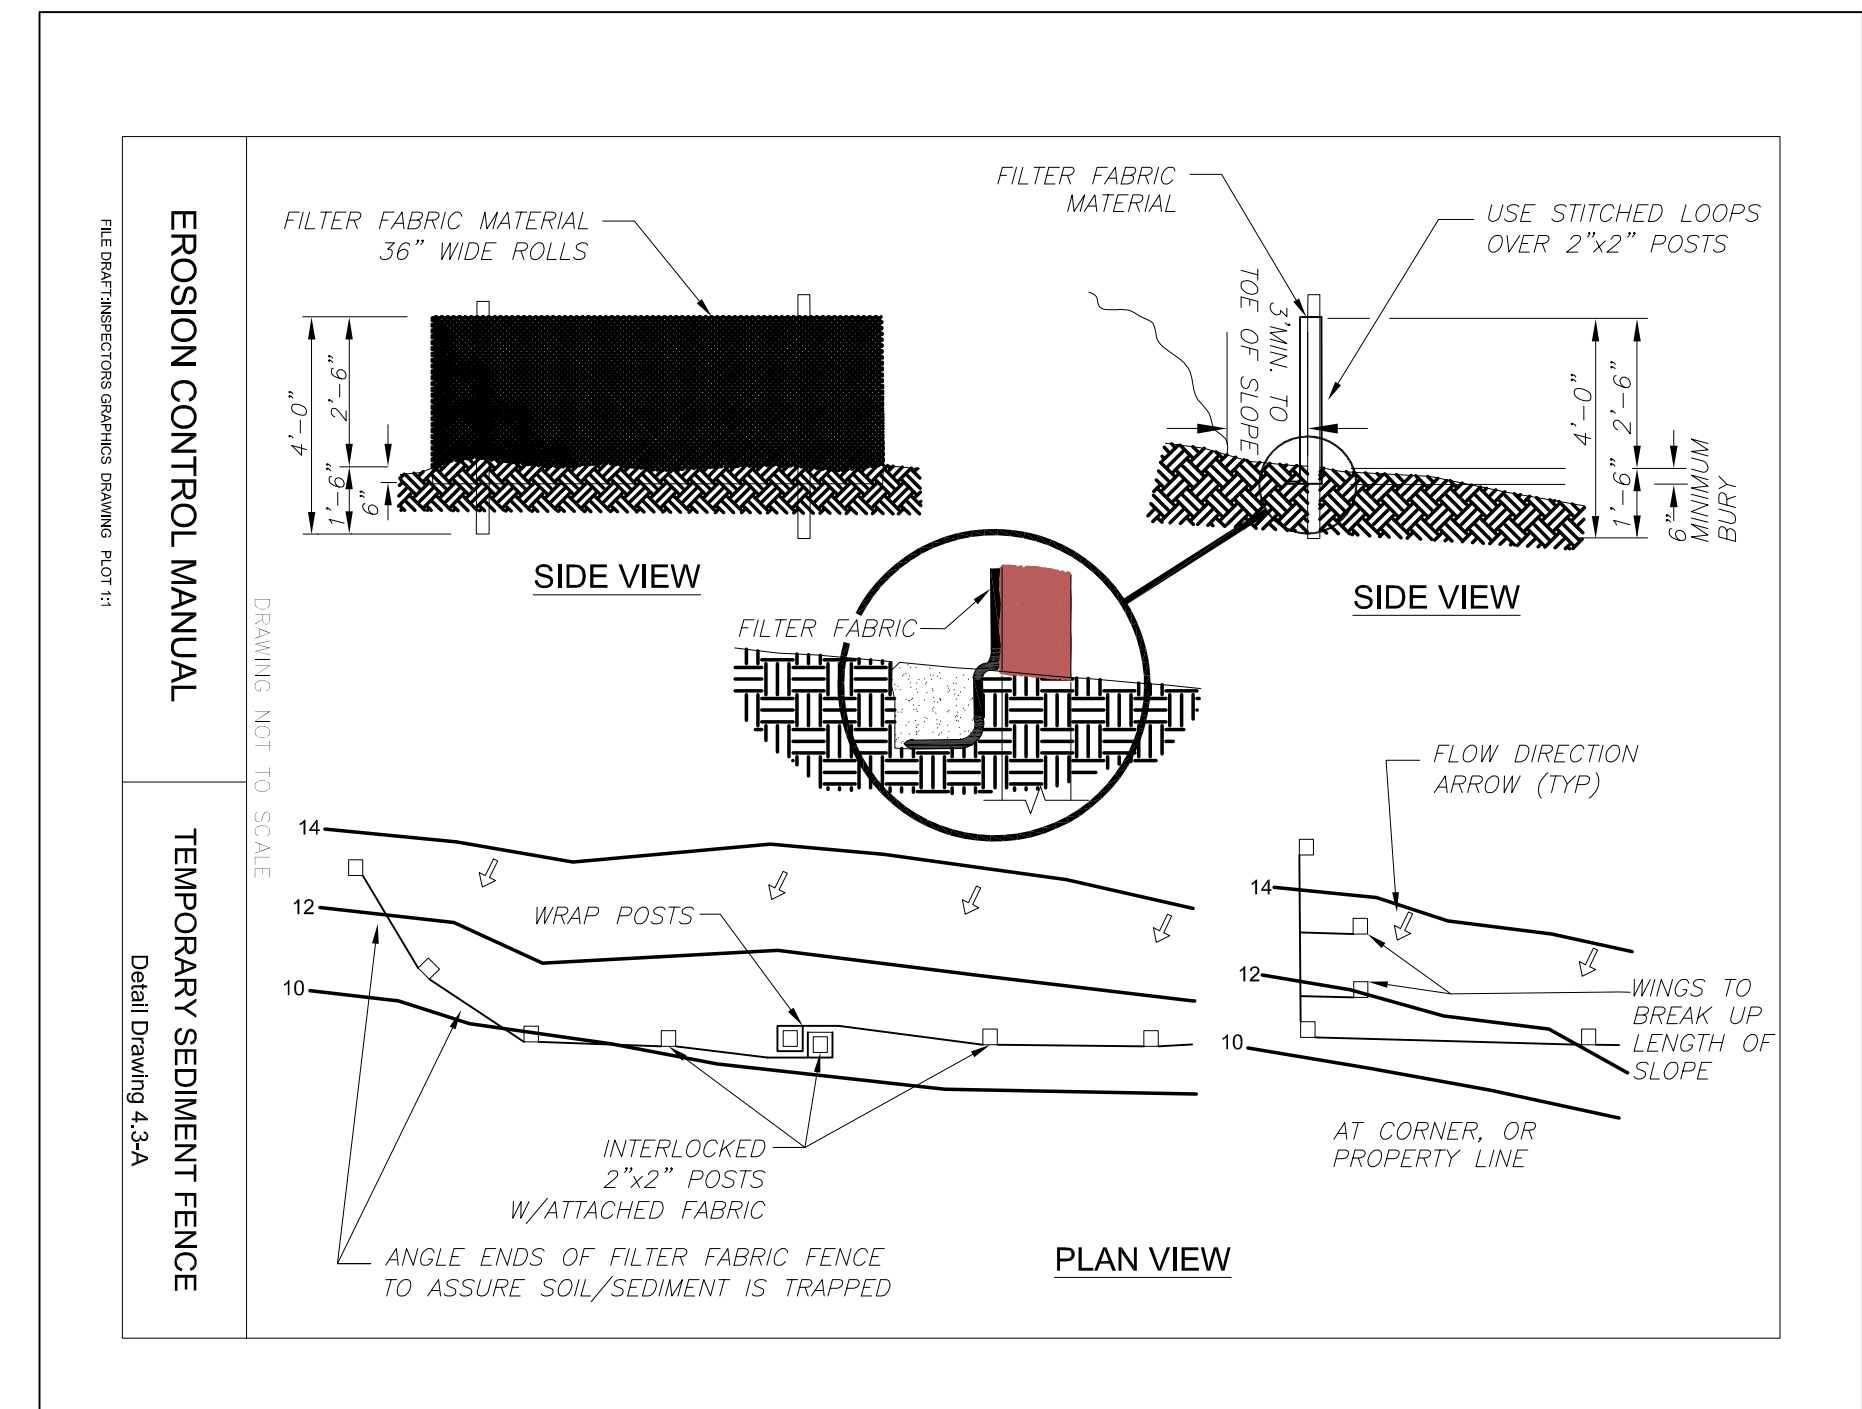 FILE DRAFT:INSPECTORS GRAPHICS DRAWING PLOT 1:1
EROSION CONTROL MANUAL
TEMPORARY SEDIMENT FENCE
Detail Drawing 4.3-A
DRAWING NOT TO SCALE
FILTER FABRIC MATERIAL
36" WIDE ROLLS
4'-0"
2'-6"
1'-6"
6"
SIDE VIEW
FILTER FABRIC
MATERIAL
USE STITCHED LOOPS
OVER 2"x2" POSTS
3'MIN. TO
TOE OF SLOPE
4'-0"
2'-6"
1'-6"
6"
MINIMUM
BURY
SIDE VIEW
FILTER FABRIC
14
12
10
WRAP POSTS
INTERLOCKED
2"x2" POSTS
W/ATTACHED FABRIC
ANGLE ENDS OF FILTER FABRIC FENCE
TO ASSURE SOIL/SEDIMENT IS TRAPPED
PLAN VIEW
FLOW DIRECTION
ARROW (TYP)
14
12
10
WINGS TO
BREAK UP
LENGTH OF
SLOPE
AT CORNER, OR
PROPERTY LINE